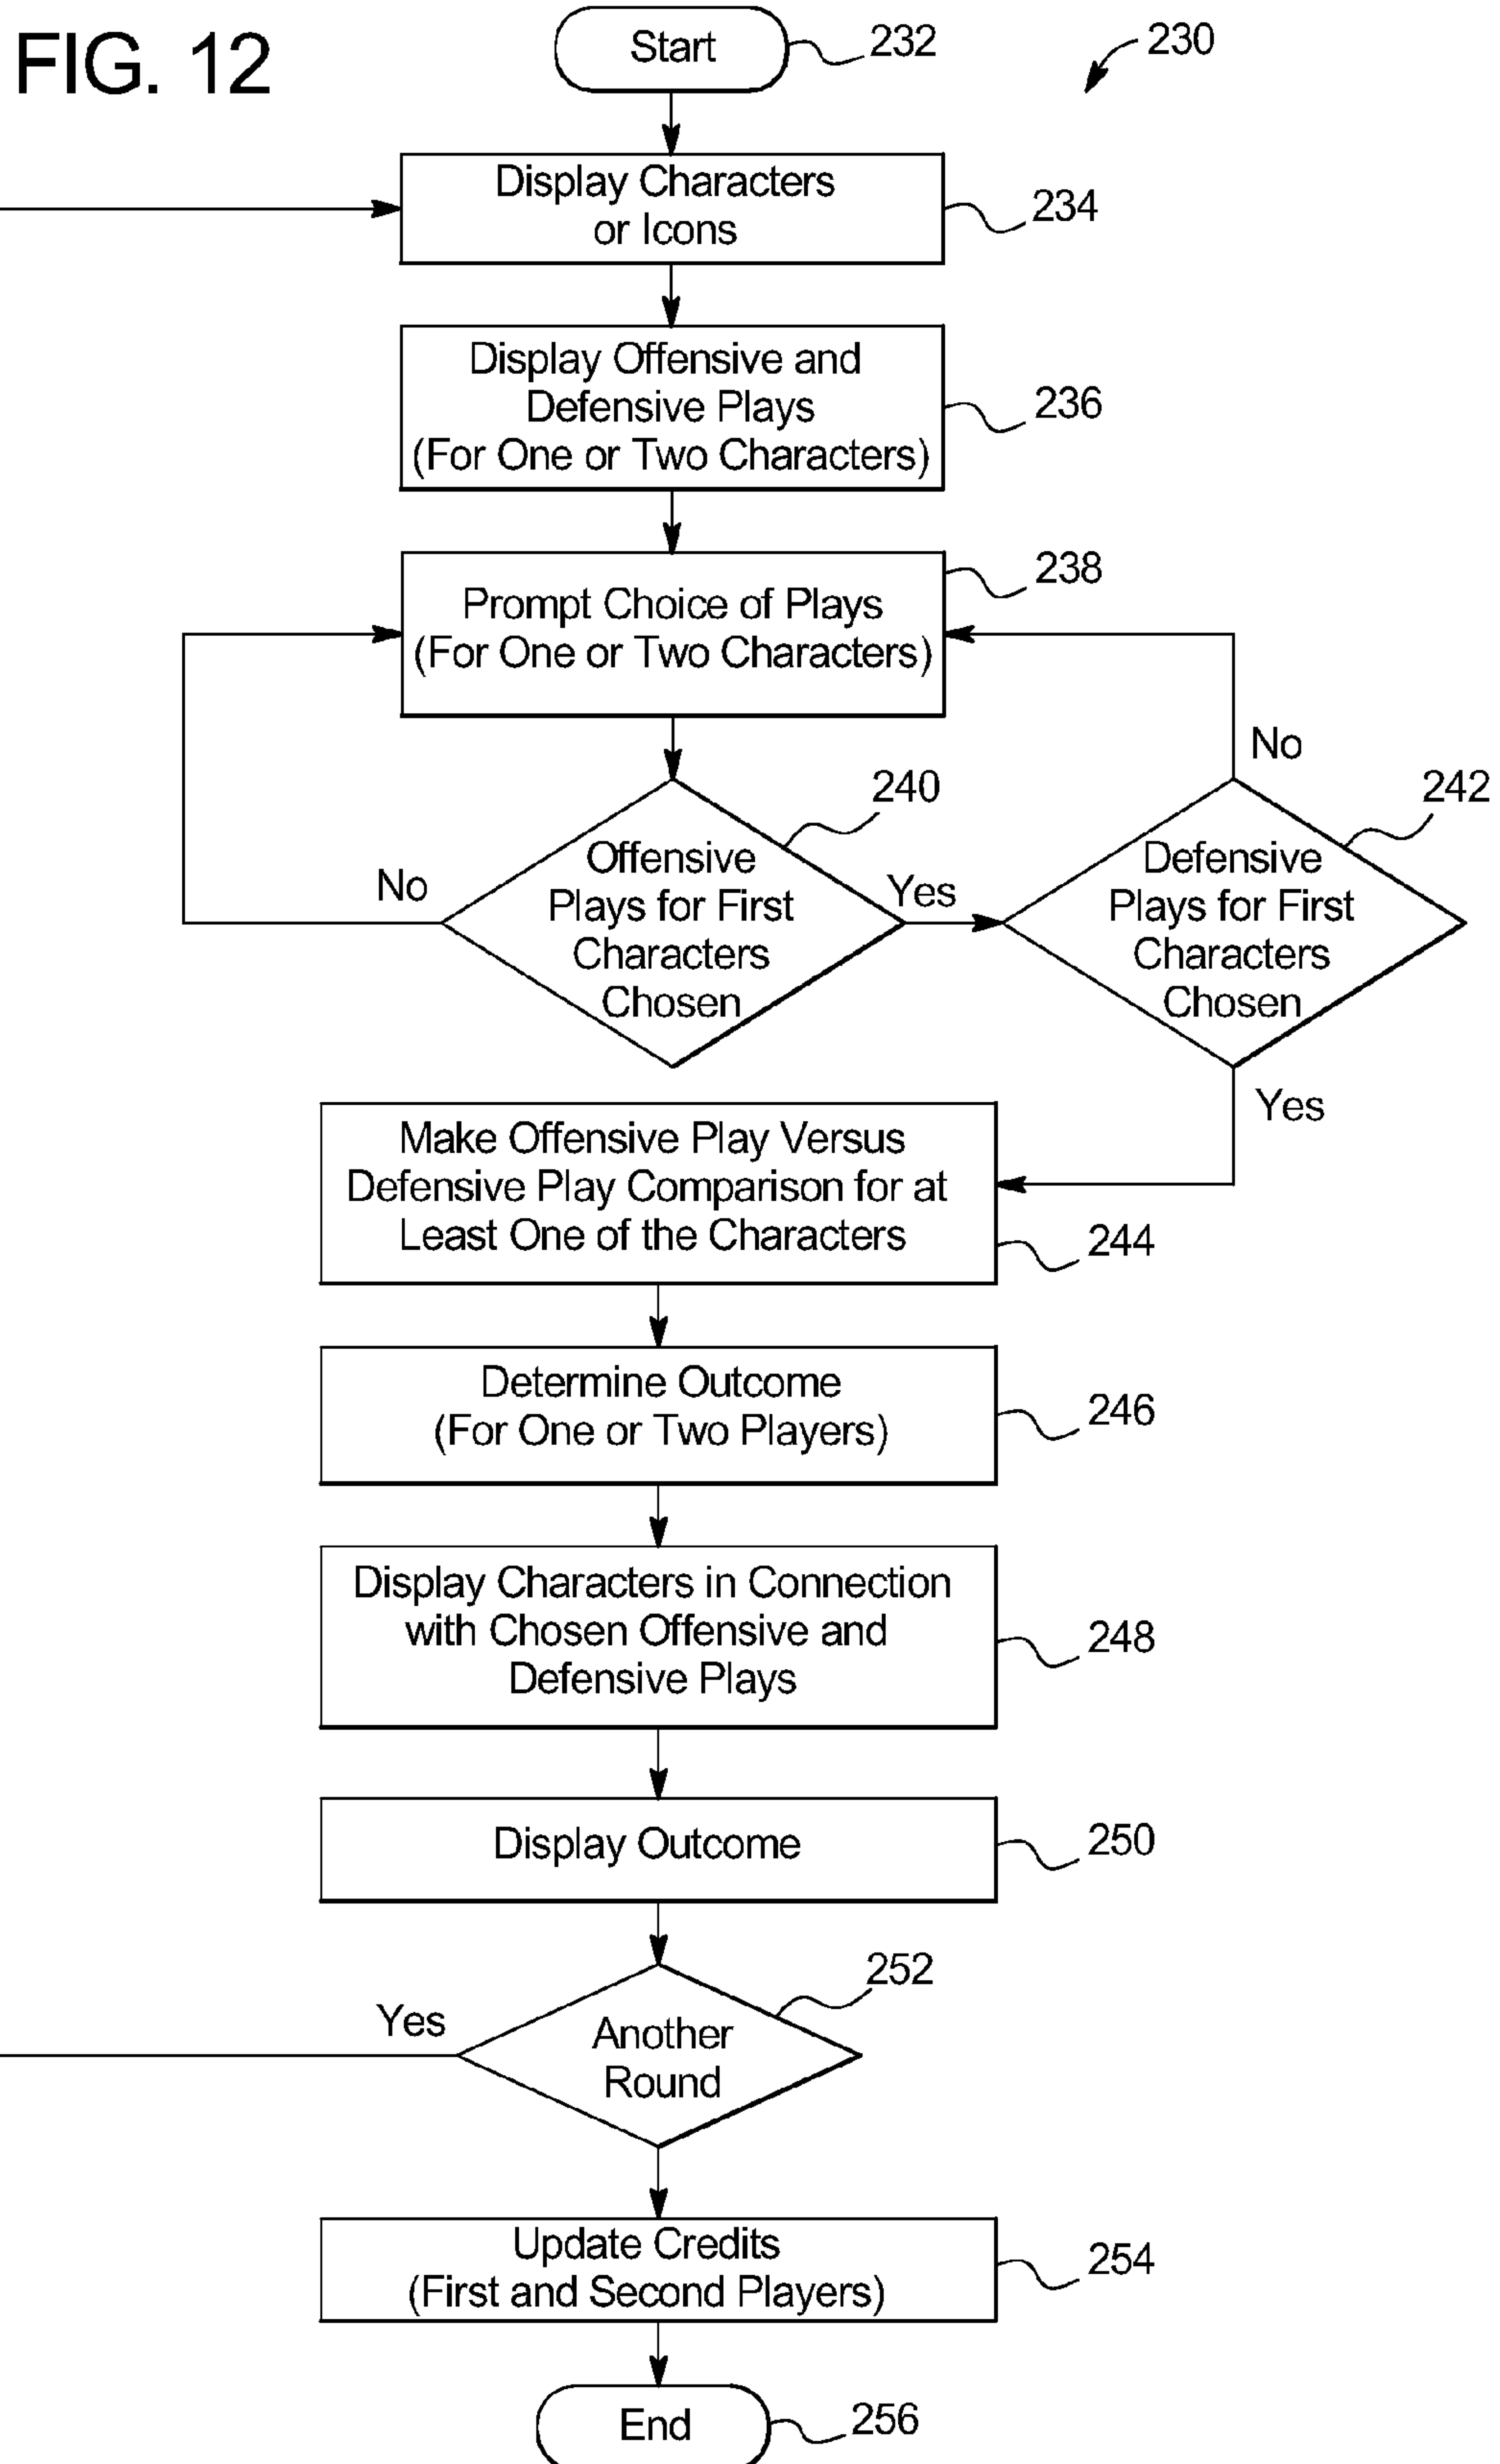 FIG. 12
Start
232
230
Display Characters
or Icons
234
Display Offensive and
Defensive Plays
(For One or Two Characters)
236
Prompt Choice of Plays
(For One or Two Characters)
238
No
240
242
No
Offensive
Plays for First
Characters
Chosen
Yes
Defensive
Plays for First
Characters
Chosen
Yes
Make Offensive Play Versus
Defensive Play Comparison for at
Least One of the Characters
244
Determine Outcome
(For One or Two Players)
246
Display Characters in Connection
with Chosen Offensive and
Defensive Plays
248
Display Outcome
250
252
Yes
Another
Round
Update Credits
(First and Second Players)
254
End
256